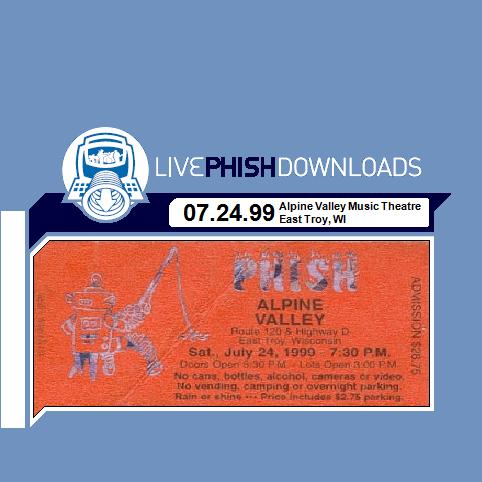 LIVEPHISHDOWNLOADS
07.24.99
Alpine Valley Music Theatre
East Troy, WI
PHISH
ALPINE
VALLEY
Route 120 & Highway D
East Troy, Wisconsin
Sat., July 24, 1999 - 7:30 P.M.
Doors Open 5:30 P.M. - Lots Open 3:00 P.M.
No cans, bottles, alcohol, cameras or video.
No vending, camping or overnight parking.
Rain or shine --- Price includes $2.75 parking.
ADMISSION $28.75